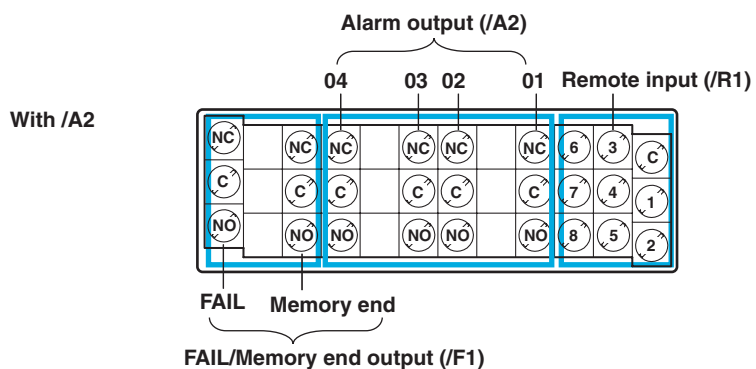 Alarm output (/A2)
04 03 02 01 Remote input (/R1)
With /A2
NC NC NC NC NC NC 6 3 C
C C C C C C 7 4 1
NO NO NO NO NO NO 8 5 2
FAIL Memory end
FAIL/Memory end output (/F1)